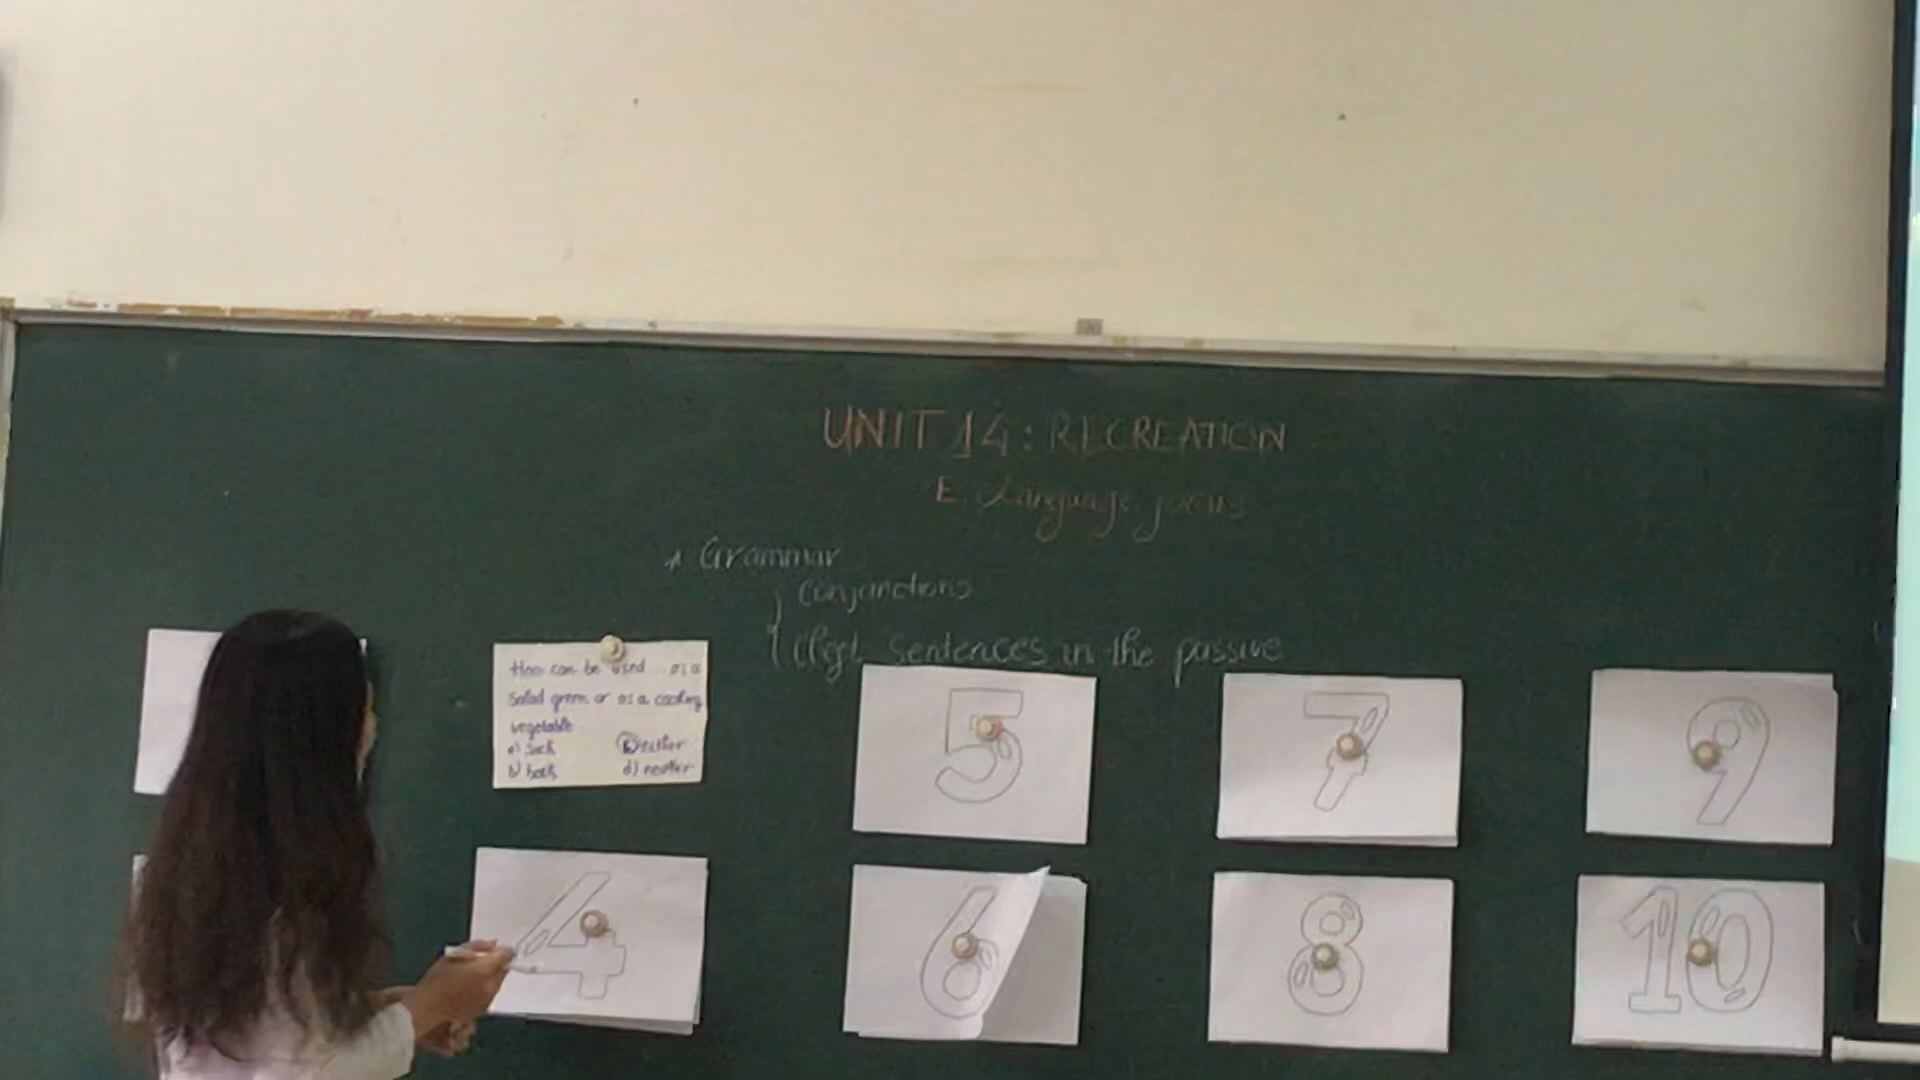 UNIT 14: RECREATION
E. Language focus
* Grammar
Conjunctions
Cleft sentences in the passive
can be used ... as a
Salad green or as a cooking
vegetable
a) Such c) either
b) both d) neither
5
7
9
4
6
8
10